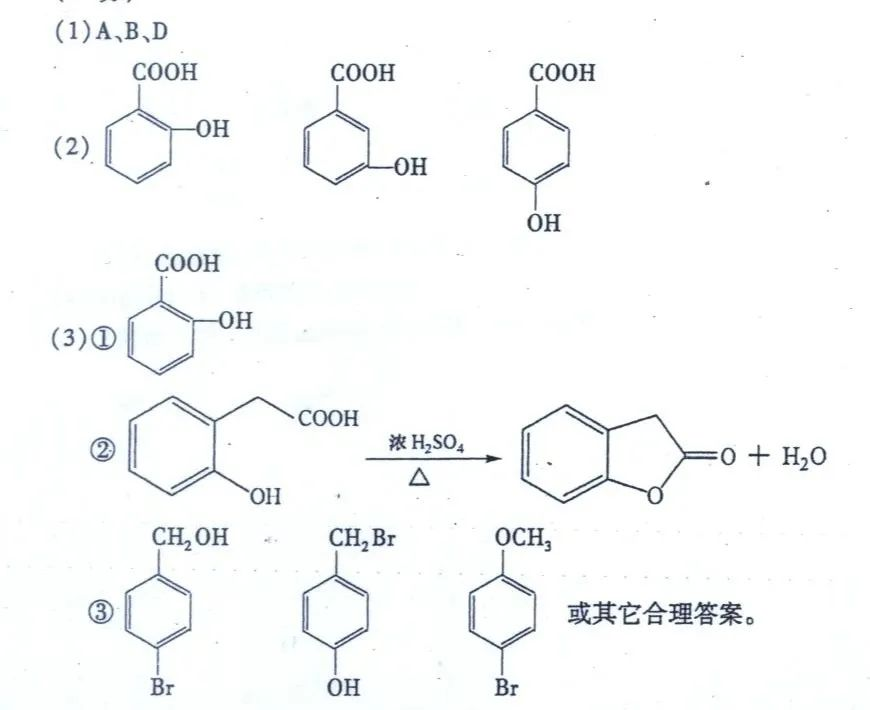 (1)A、B、D
COOH COOH COOH
(2) OH OH
OH
COOH
(3)① OH
② COOH 浓H₂SO₄ O + H₂O
△
OH O
CH₂OH CH₂Br OCH₃
③ 或其它合理答案。
Br OH Br